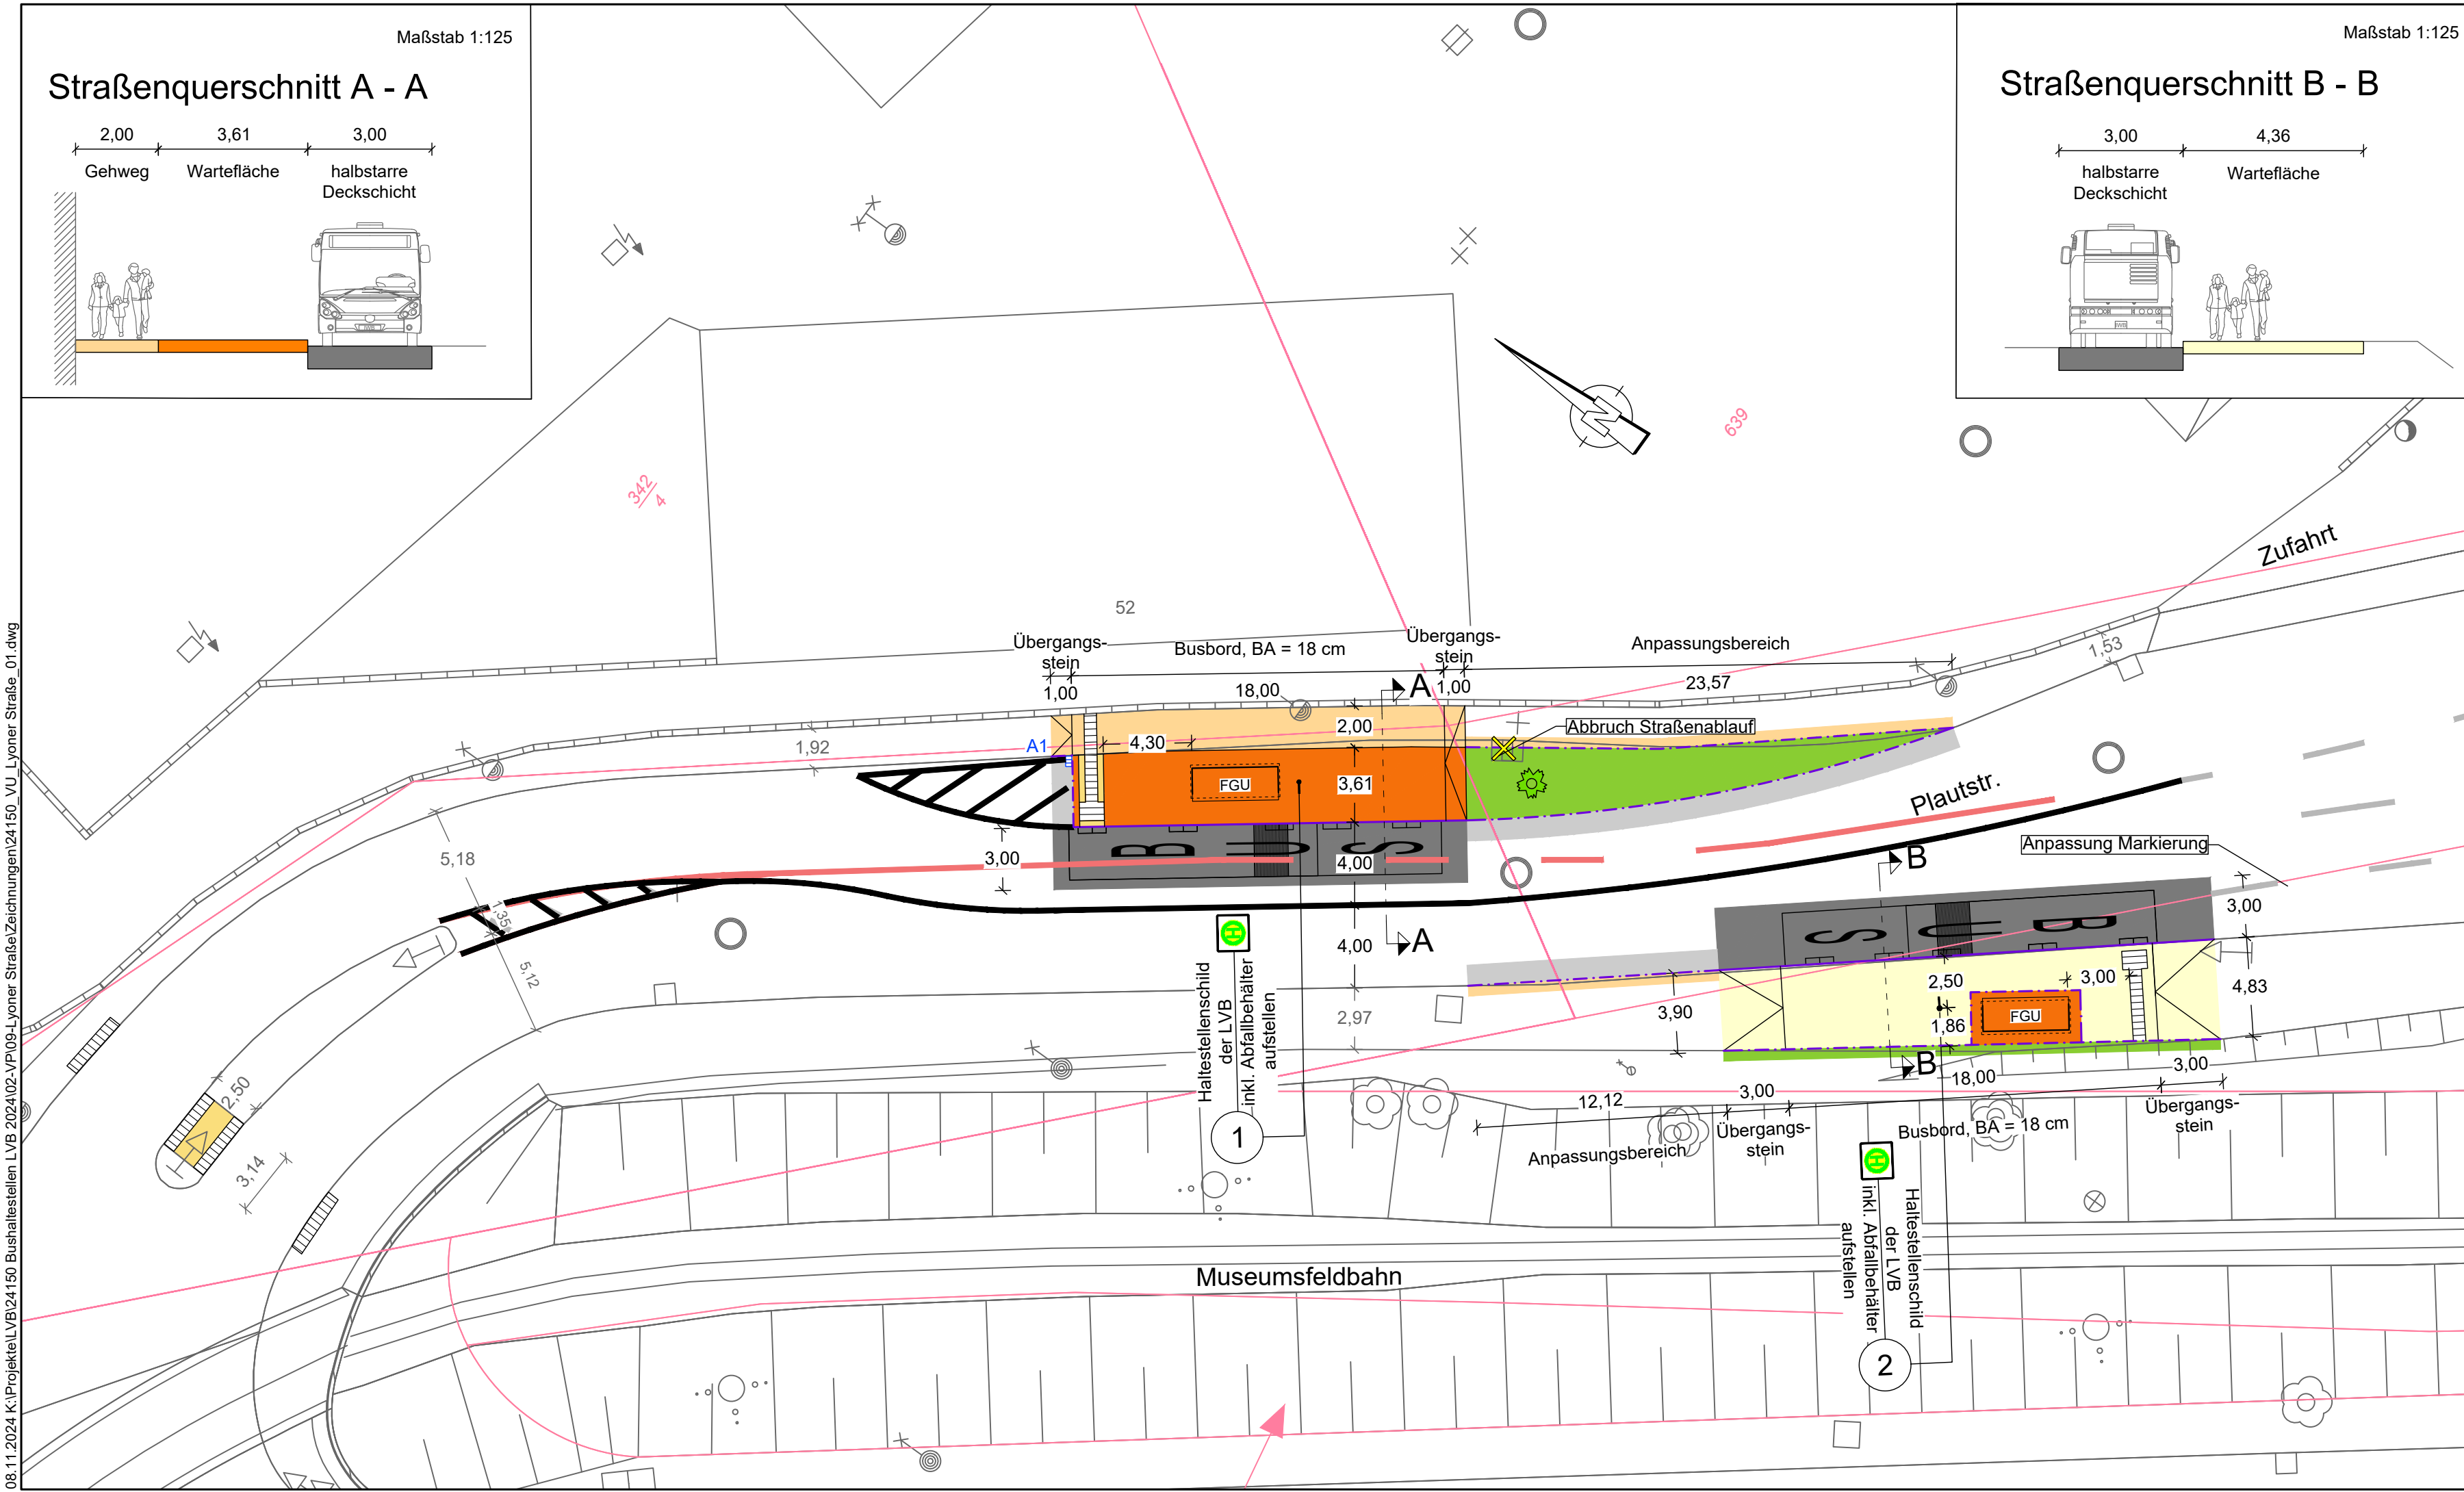 Maßstab 1:125
Straßenquerschnitt A - A
2,00
3,61
3,00
Gehweg
Wartefläche
halbstarre
Deckschicht
Maßstab 1:125
Straßenquerschnitt B - B
3,00
4,36
halbstarre
Deckschicht
Wartefläche
N
639
342
4
52
Zufahrt
1,53
Übergangs-
stein
Busbord, BA = 18 cm
Übergangs-
stein
Anpassungsbereich
1,00
18,00
A
1,00
23,57
2,00
Abbruch Straßenablauf
A1
1,92
4,30
FGU
3,61
Plautstr.
5,18
3,00
BUS
4,00
Anpassung Markierung
B
1,35
5,12
4,00
A
3,00
BUS
2,97
3,90
2,50
3,00
4,83
1,86
FGU
B
18,00
3,00
Haltestellenschild
der LVB
inkl. Abfallbehälter
aufstellen
1
2,50
3,14
12,12
3,00
Übergangs-
stein
Übergangs-
stein
Busbord, BA = 18 cm
Anpassungsbereich
Haltestellenschild
der LVB
inkl. Abfallbehälter
aufstellen
2
H
H
Museumsfeldbahn
08.11.2024 K:\Projekte\LVB\24150 Bushaltestellen LVB 2024\02-VP\09-Lyoner Straße\Zeichnungen\24150_VU_Lyoner Straße_01.dwg